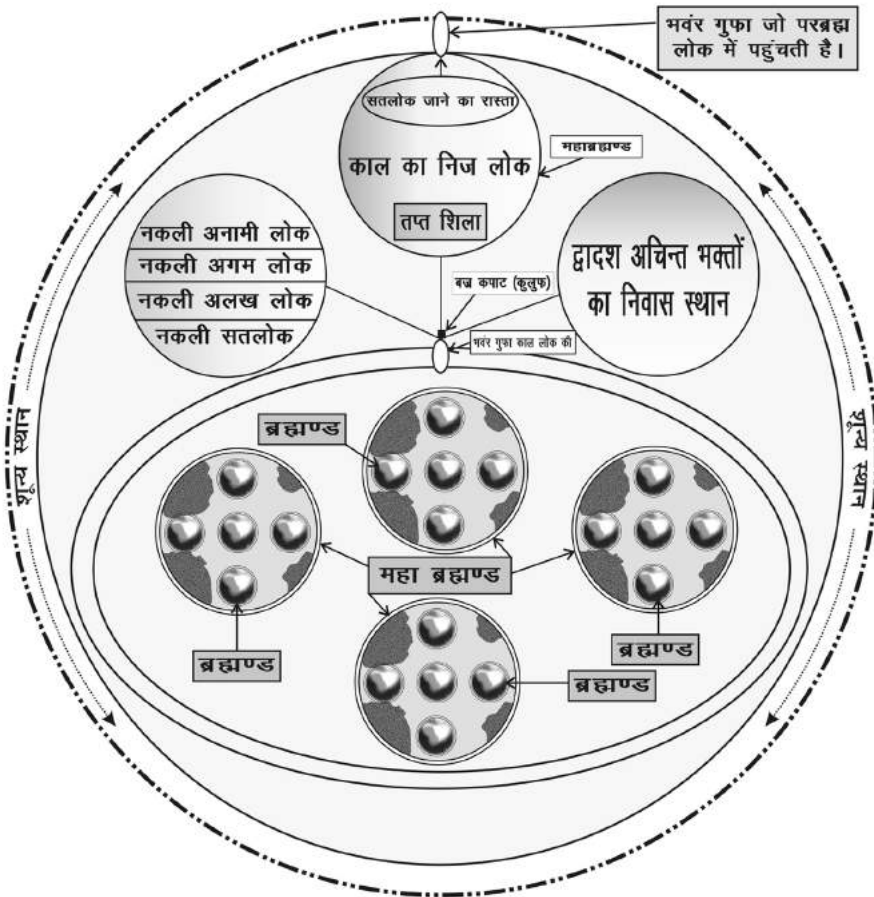 भवंर गुफा जो परब्रह्म
लोक में पहुंचती है।
सतलोक जाने का रास्ता
काल का निज लोक
महाब्रह्मण्ड
तप्त शिला
नकली अनामी लोक
नकली अगम लोक
नकली अलख लोक
नकली सतलोक
द्वादश अचिन्त भक्तों
का निवास स्थान
बज्र कपाट (कुलुफ)
भवंर गुफा काल लोक की
शून्य स्थान
शून्य स्थान
ब्रह्मण्ड
महा ब्रह्मण्ड
ब्रह्मण्ड
ब्रह्मण्ड
ब्रह्मण्ड